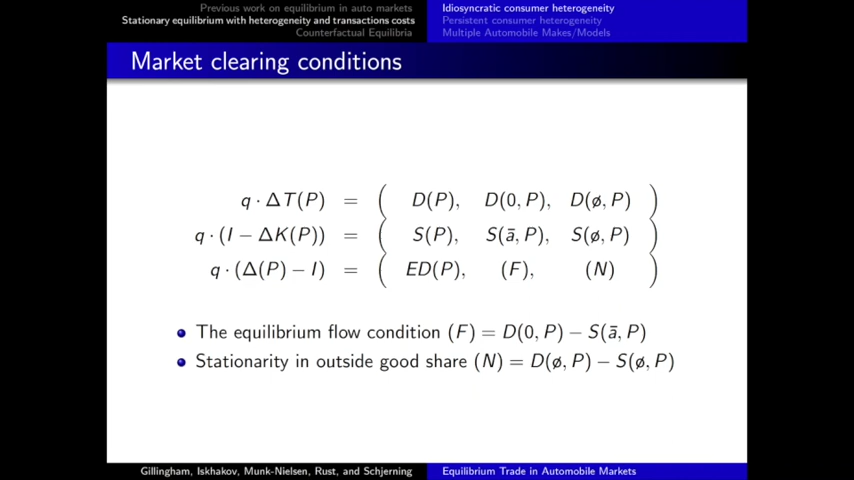 Previous work on equilibrium in auto markets
Stationary equilibrium with heterogeneity and transactions costs
Counterfactual Equilibria
Idiosyncratic consumer heterogeneity
Persistent consumer heterogeneity
Multiple Automobile Makes/Models
Market clearing conditions
q · ΔT(P) = ( D(P), D(0, P), D(ø, P) )
q · (I − ΔK(P)) = ( S(P), S(ā, P), S(ø, P) )
q · (Δ(P) − I) = ( ED(P), (F), (N) )
The equilibrium flow condition (F) = D(0, P) − S(ā, P)
Stationarity in outside good share (N) = D(ø, P) − S(ø, P)
Gillingham, Iskhakov, Munk-Nielsen, Rust, and Schjerning
Equilibrium Trade in Automobile Markets